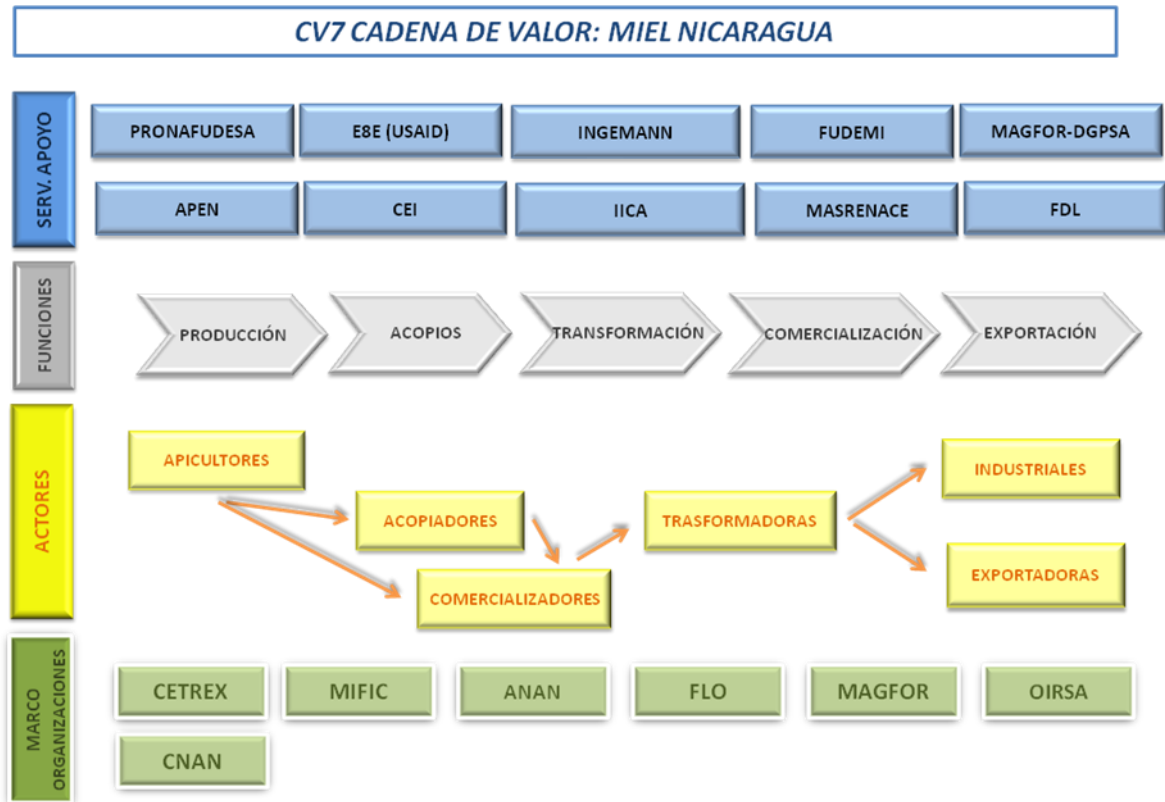 CV7 CADENA DE VALOR: MIEL NICARAGUA
SERV. APOYO
PRONAFUDESA
E8E (USAID)
INGEMANN
FUDEMI
MAGFOR-DGPSA
APEN
CEI
IICA
MASRENACE
FDL
FUNCIONES
PRODUCCIÓN
ACOPIOS
TRANSFORMACIÓN
COMERCIALIZACIÓN
EXPORTACIÓN
ACTORES
APICULTORES
ACOPIADORES
COMERCIALIZADORES
TRASFORMADORAS
INDUSTRIALES
EXPORTADORAS
MARCO
ORGANIZACIONES
CETREX
MIFIC
ANAN
FLO
MAGFOR
OIRSA
CNAN